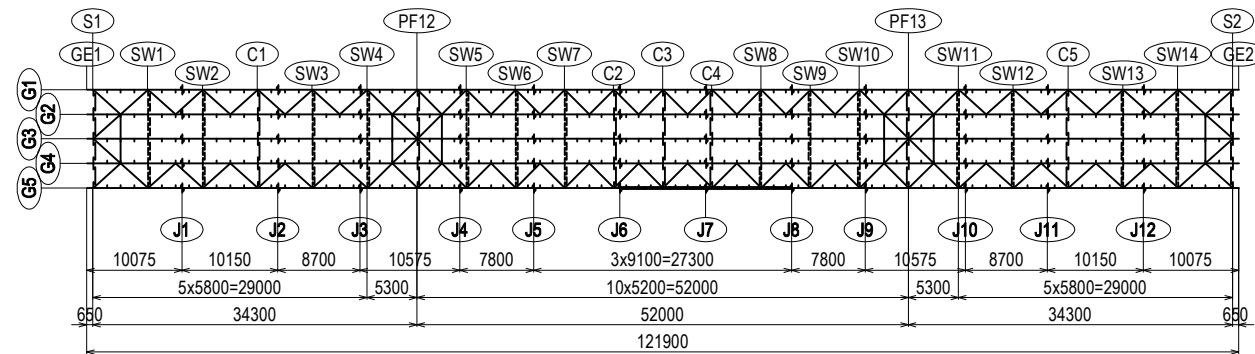 S1 PF12 PF13 S2
GE1 SW1 C1 SW4 SW5 SW7 C3 SW8 SW10 SW11 C5 SW14 GE2
SW2 SW3 SW6 C2 C4 SW9 SW12 SW13
G1
G2
G3
G4
G5
J1 J2 J3 J4 J5 J6 J7 J8 J9 J10 J11 J12
10075 10150 8700 10575 7800 3x9100=27300 7800 10575 8700 10150 10075
5x5800=29000 5300 10x5200=52000 5300 5x5800=29000
650 34300 52000 34300 650
121900